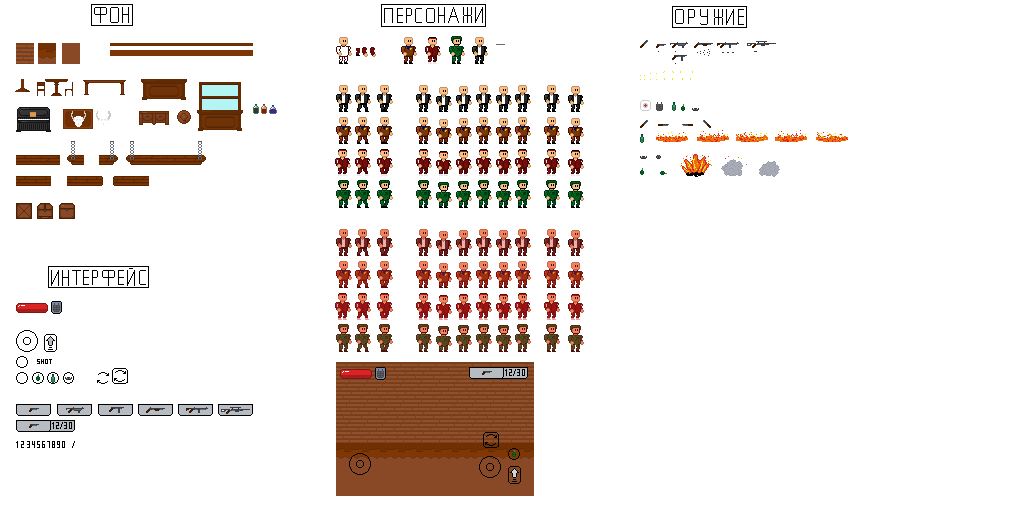 ФОН
ПЕРСОНАЖИ
ОРУЖИЕ
ИНТЕРФЕЙС
SHOT
12/30
1234567890 /
12/30